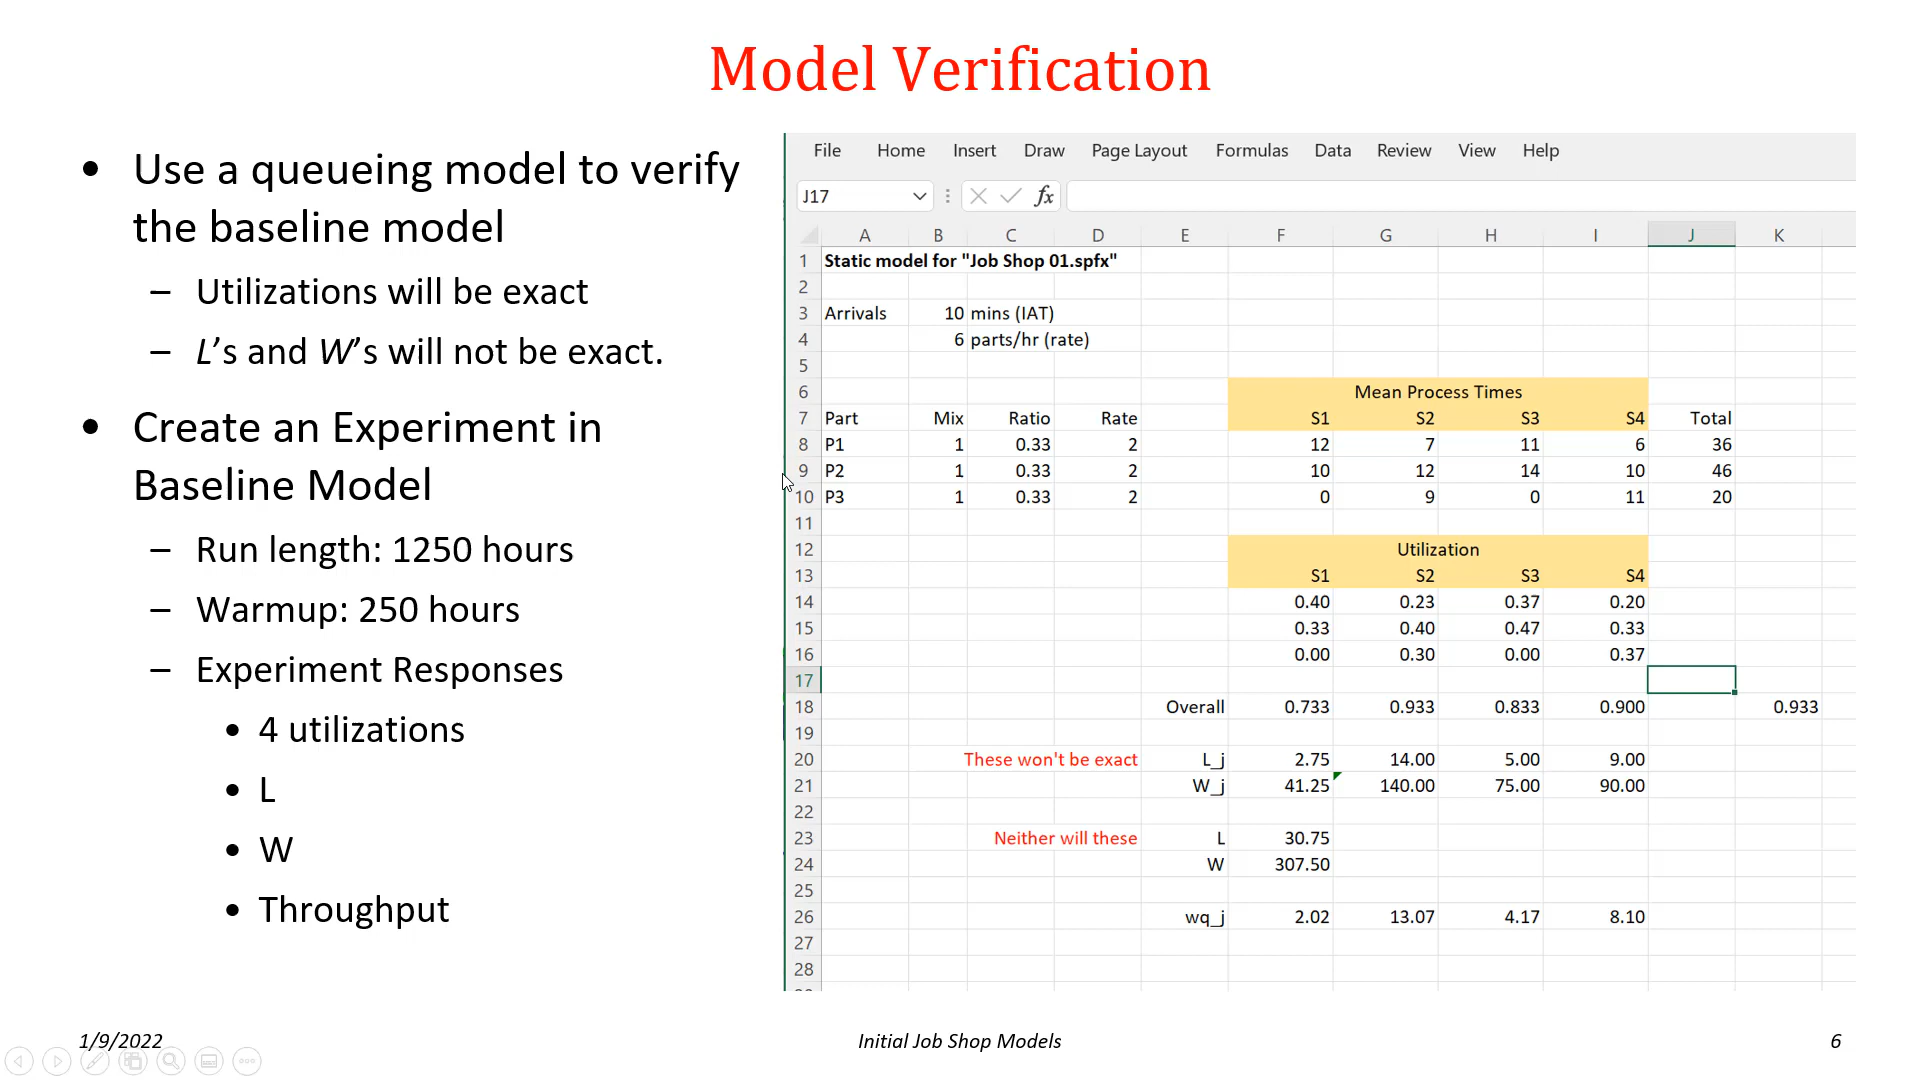 Model Verification
• Use a queueing model to verify
the baseline model
– Utilizations will be exact
– L’s and W’s will not be exact.
• Create an Experiment in
Baseline Model
– Run length: 1250 hours
– Warmup: 250 hours
– Experiment Responses
• 4 utilizations
• L
• W
• Throughput
File Home Insert Draw Page Layout Formulas Data Review View Help
J17 fx
A B C D E F G H I J K
1 Static model for "Job Shop 01.spfx"
2
3 Arrivals 10 mins (IAT)
4 6 parts/hr (rate)
5
6 Mean Process Times
7 Part Mix Ratio Rate S1 S2 S3 S4 Total
8 P1 1 0.33 2 12 7 11 6 36
9 P2 1 0.33 2 10 12 14 10 46
10 P3 1 0.33 2 0 9 0 11 20
11
12 Utilization
13 S1 S2 S3 S4
14 0.40 0.23 0.37 0.20
15 0.33 0.40 0.47 0.33
16 0.00 0.30 0.00 0.37
17
18 Overall 0.733 0.933 0.833 0.900 0.933
19
20 These won't be exact L_j 2.75 14.00 5.00 9.00
21 W_j 41.25 140.00 75.00 90.00
22
23 Neither will these L 30.75
24 W 307.50
25
26 wq_j 2.02 13.07 4.17 8.10
27
28
1/9/2022 Initial Job Shop Models 6